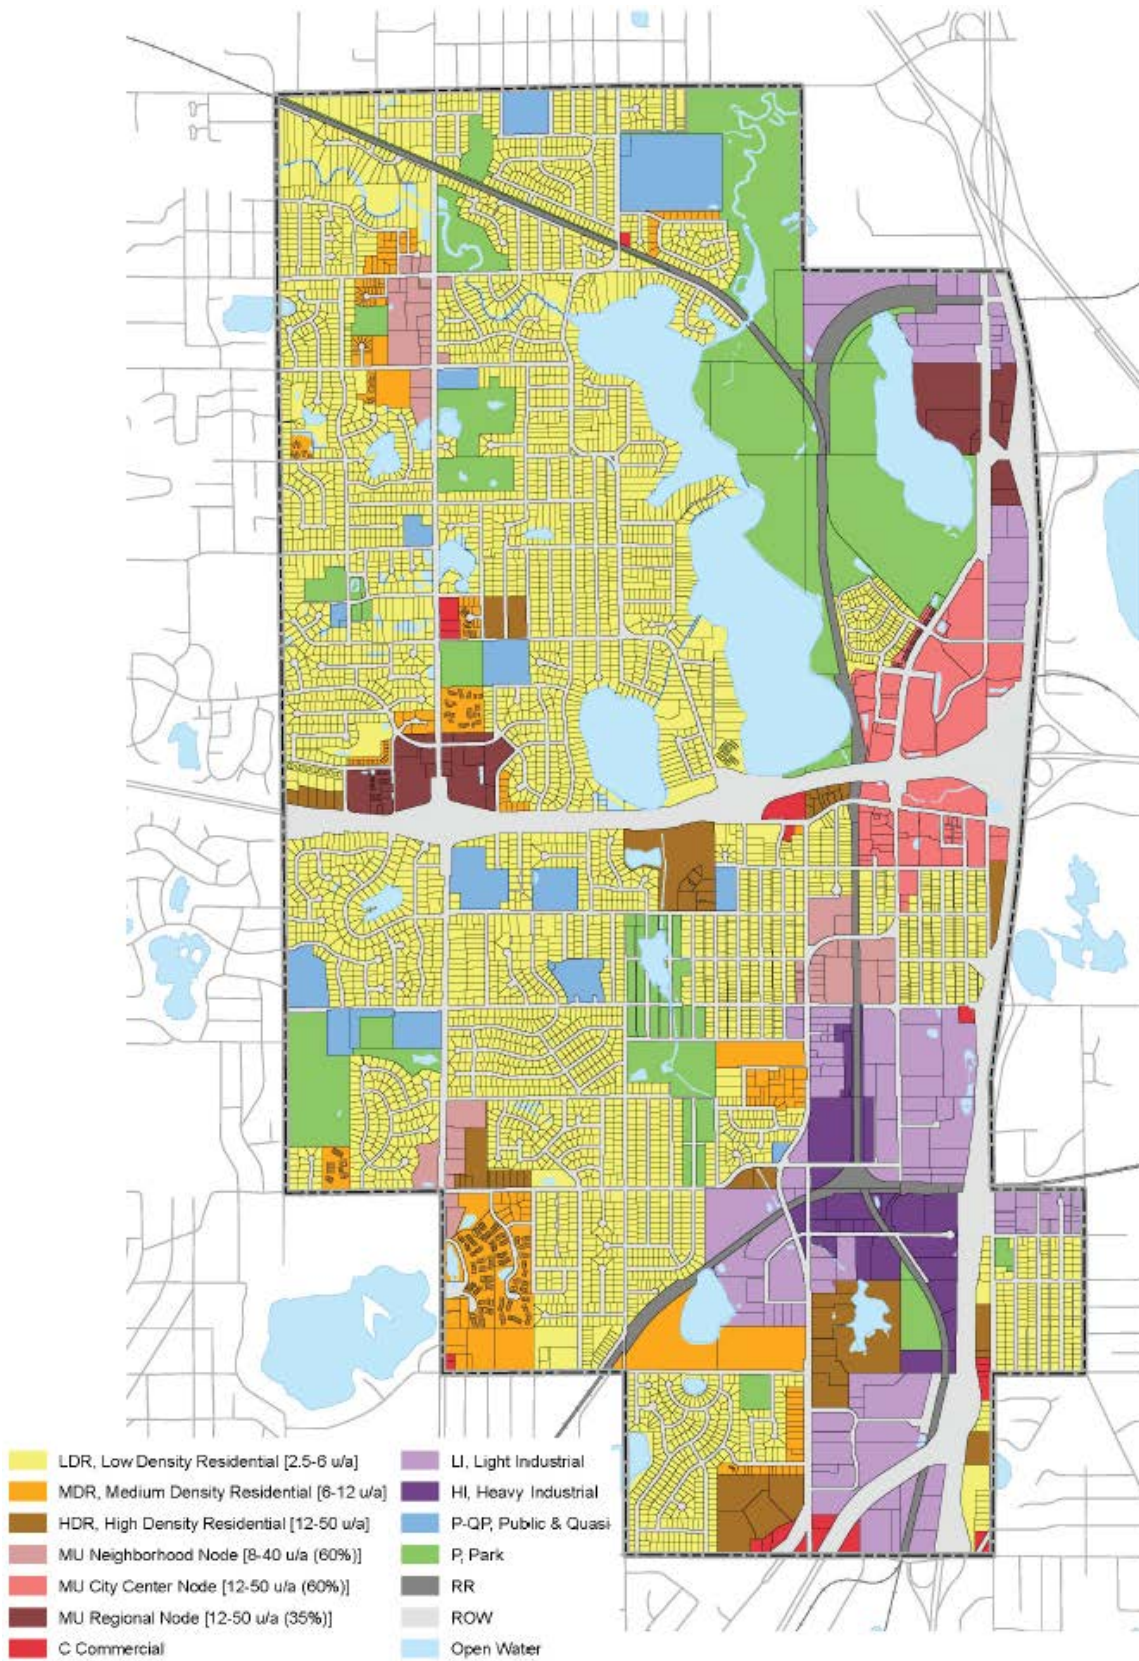 LDR, Low Density Residential [2.5-6 u/a]
MDR, Medium Density Residential [6-12 u/a]
HDR, High Density Residential [12-50 u/a]
MU Neighborhood Node [8-40 u/a (60%)]
MU City Center Node [12-50 u/a (60%)]
MU Regional Node [12-50 u/a (35%)]
C Commercial
LI, Light Industrial
HI, Heavy Industrial
P-QP, Public & Quasi
P, Park
RR
ROW
Open Water